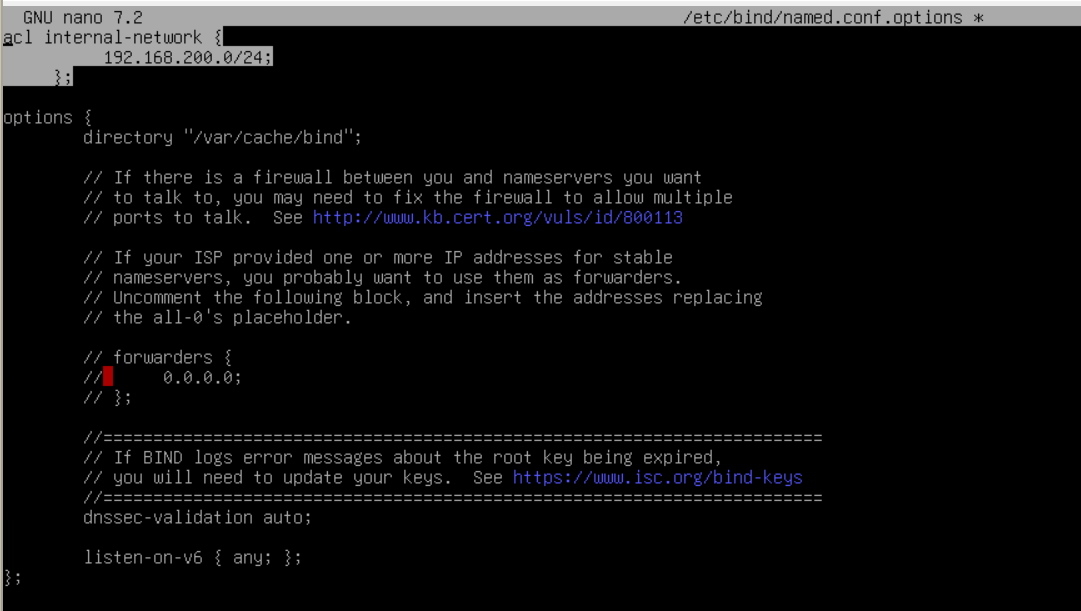 GNU nano 7.2 /etc/bind/named.conf.options *
acl internal-network {
192.168.200.0/24;
};
options {
directory "/var/cache/bind";
// If there is a firewall between you and nameservers you want
// to talk to, you may need to fix the firewall to allow multiple
// ports to talk.  See http://www.kb.cert.org/vuls/id/800113
// If your ISP provided one or more IP addresses for stable
// nameservers, you probably want to use them as forwarders.
// Uncomment the following block, and insert the addresses replacing
// the all-0's placeholder.
// forwarders {
// 0.0.0.0;
// };
//========================================================================
// If BIND logs error messages about the root key being expired,
// you will need to update your keys.  See https://www.isc.org/bind-keys
//========================================================================
dnssec-validation auto;
listen-on-v6 { any; };
};